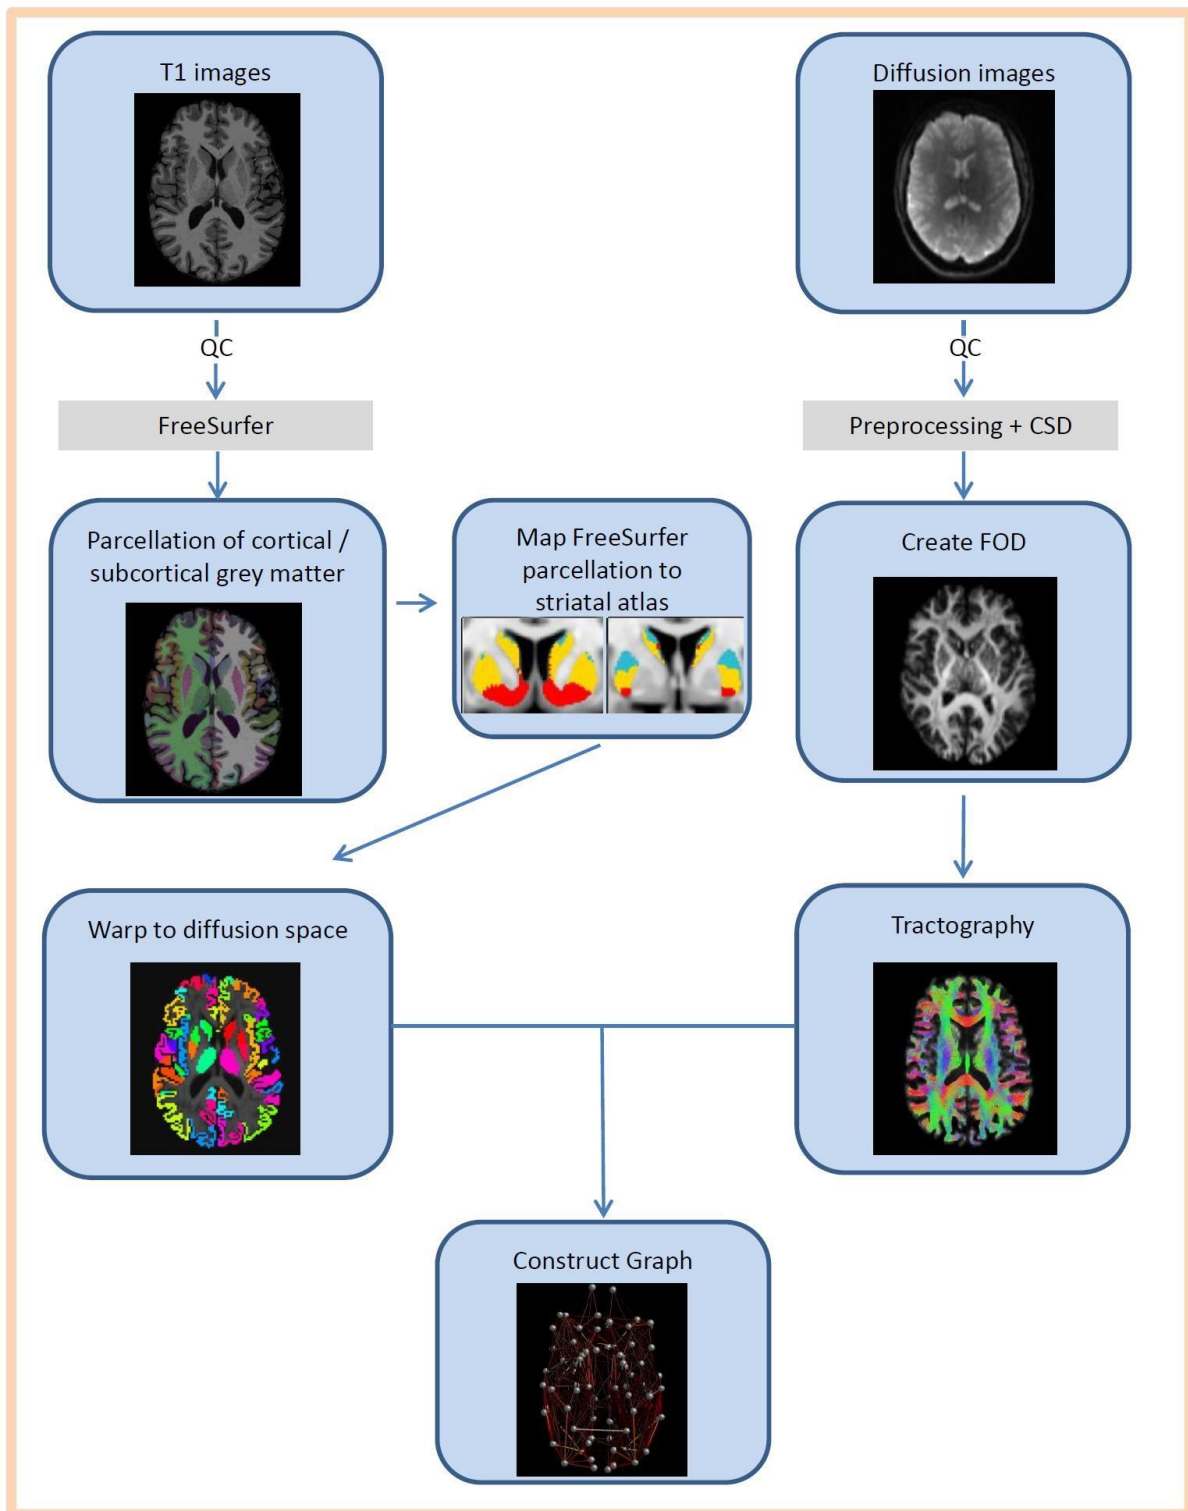 T1 images
Diffusion images
QC
QC
FreeSurfer
Preprocessing + CSD
Parcellation of cortical /
subcortical grey matter
Map FreeSurfer
parcellation to
striatal atlas
Create FOD
Warp to diffusion space
Tractography
Construct Graph